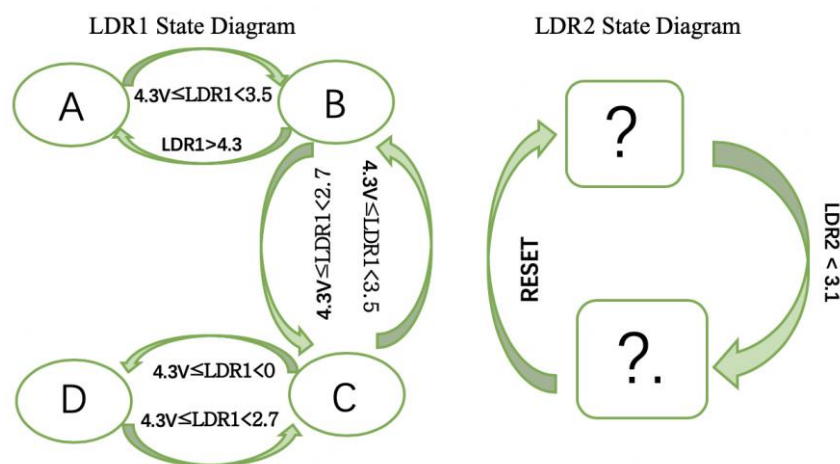 LDR1 State Diagram
LDR2 State Diagram
A
4.3V≤LDR1<3.5
B
LDR1>4.3
4.3V≤LDR1<2.7
4.3V≤LDR1<3.5
D
4.3V≤LDR1<0
4.3V≤LDR1<2.7
C
?
RESET
LDR2 < 3.1
?.